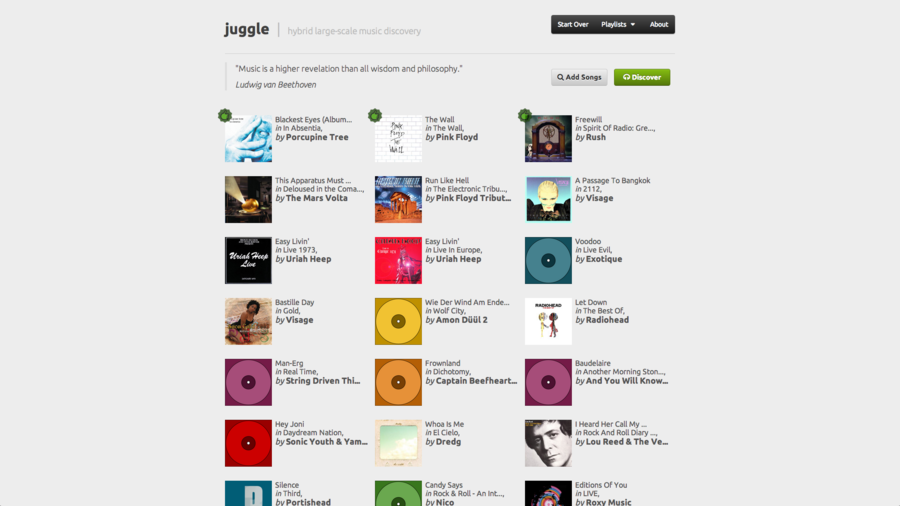 juggle | hybrid large-scale music discovery
Start Over Playlists About
"Music is a higher revelation than all wisdom and philosophy."
Ludwig van Beethoven
Add Songs Discover
Blackest Eyes (Album...
in In Absentia,
by Porcupine Tree
The Wall
in The Wall,
by Pink Floyd
Freewill
in Spirit Of Radio: Gre...,
by Rush
This Apparatus Must ...
in Deloused in the Coma...,
by The Mars Volta
Run Like Hell
in The Electronic Tribu...,
by Pink Floyd Tribut...
A Passage To Bangkok
in 2112,
by Visage
Easy Livin'
in Live 1973,
by Uriah Heep
Easy Livin'
in Live In Europe,
by Uriah Heep
Voodoo
in Live Evil,
by Exotique
Bastille Day
in Gold,
by Visage
Wie Der Wind Am Ende...
in Wolf City,
by Amon Düül 2
Let Down
in The Best Of,
by Radiohead
Man-Erg
in Real Time,
by String Driven Thi...
Frownland
in Dichotomy,
by Captain Beefheart...
Baudelaire
in Another Morning Ston...,
by And You Will Know...
Hey Joni
in Daydream Nation,
by Sonic Youth & Yam...
Whoa Is Me
in El Cielo,
by Dredg
I Heard Her Call My ...
in Rock And Roll Diary ...,
by Lou Reed & The Ve...
Silence
in Third,
by Portishead
Candy Says
in Rock & Roll - An Int...,
by Nico
Editions Of You
in LIVE,
by Roxy Music
Uriah Heep
Live
RADIOHEAD